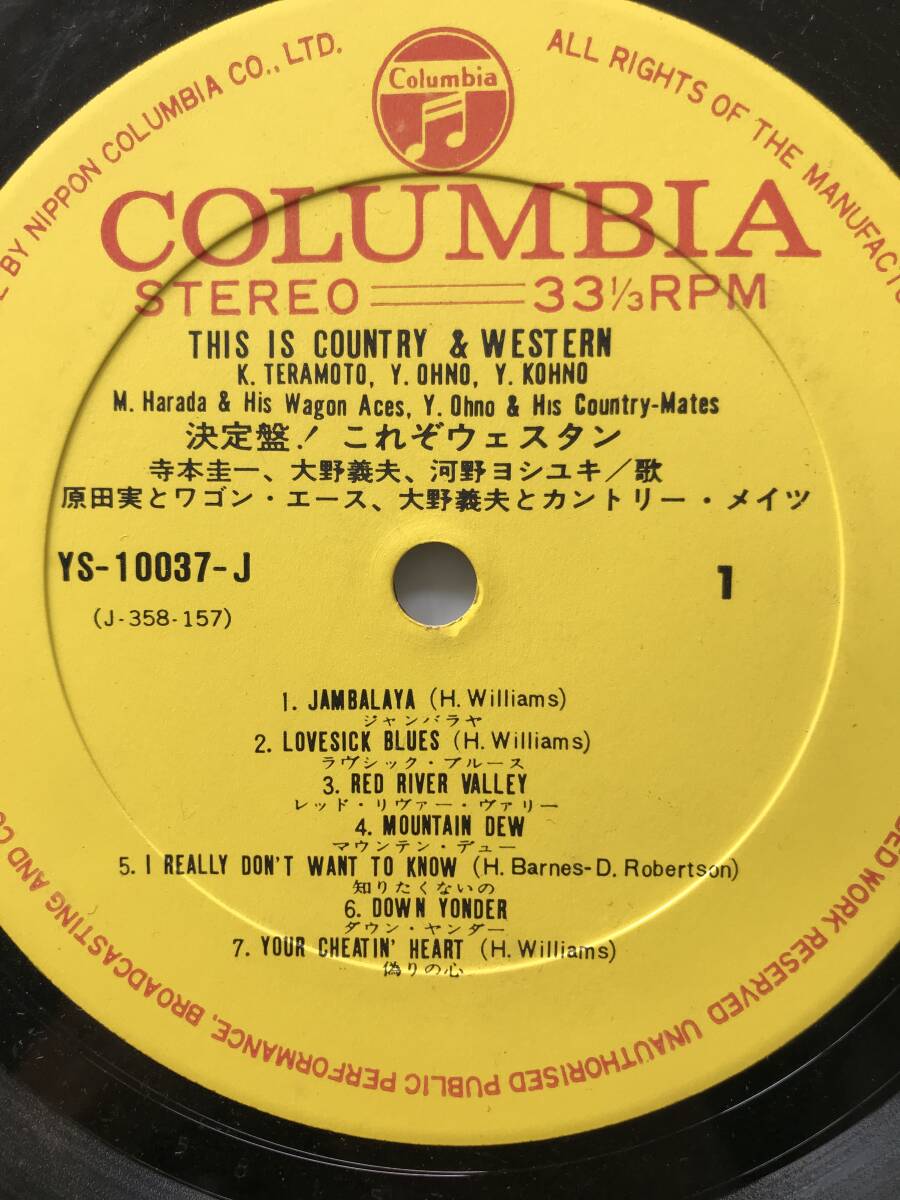 Columbia
E BY NIPPON COLUMBIA CO., LTD.
ALL RIGHTS OF THE MANUFACTU
COLUMBIA
STEREO 33 1/3 RPM
THIS IS COUNTRY & WESTERN
K. TERAMOTO, Y. OHNO, Y. KOHNO
M. Harada & His Wagon Aces, Y. Ohno & His Country-Mates
決定盤! これぞウェスタン
寺本圭一、大野義夫、河野ヨシユキ/歌
原田実とワゴン・エース、大野義夫とカントリー・メイツ
YS-10037-J
1
(J-358-157)
1. JAMBALAYA (H. Williams)
ジャンバラヤ
2. LOVESICK BLUES (H. Williams)
ラヴシック・ブルース
3. RED RIVER VALLEY
レッド・リヴァー・ヴァリー
4. MOUNTAIN DEW
マウンテン・デュー
5. I REALLY DON'T WANT TO KNOW (H. Barnes-D. Robertson)
知りたくないの
6. DOWN YONDER
ダウン・ヤンダー
7. YOUR CHEATIN' HEART (H. Williams)
偽りの心
DED WORK RESERVED UNAUTHORISED PUBLIC PERFORMANCE, BROADCASTING AND CO